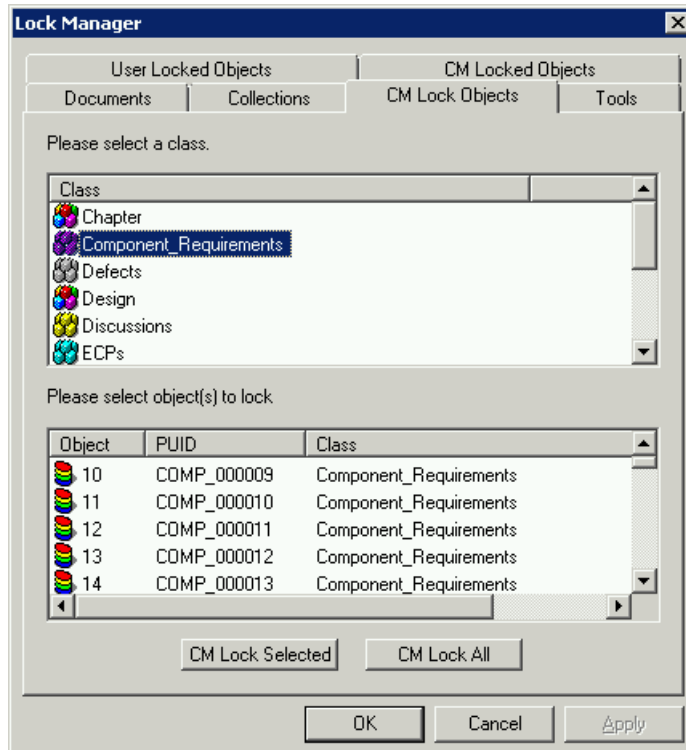 Lock Manager
User Locked Objects CM Locked Objects
Documents Collections CM Lock Objects Tools
Please select a class.
Class
Chapter
Component_Requirements
Defects
Design
Discussions
ECPs
Please select object(s) to lock
Object PUID Class
10 COMP_000009 Component_Requirements
11 COMP_000010 Component_Requirements
12 COMP_000011 Component_Requirements
13 COMP_000012 Component_Requirements
14 COMP_000013 Component_Requirements
CM Lock Selected CM Lock All
OK Cancel Apply